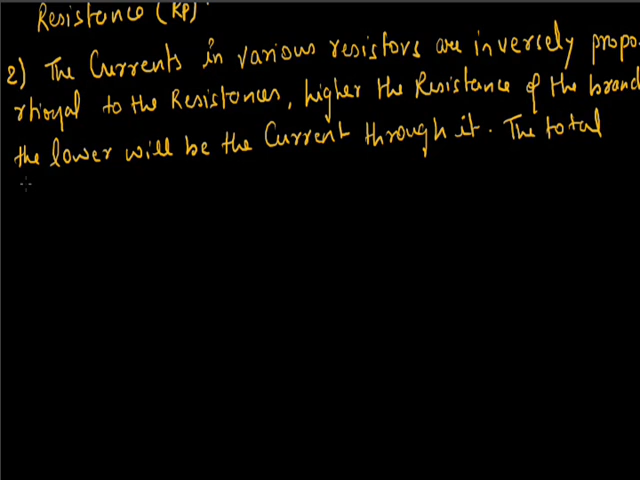 Resistance (RP)
2) The Currents in various resistors are inversely propo-
rtional to the Resistances, higher the Resistance of the branch
the lower will be the Current through it. The total